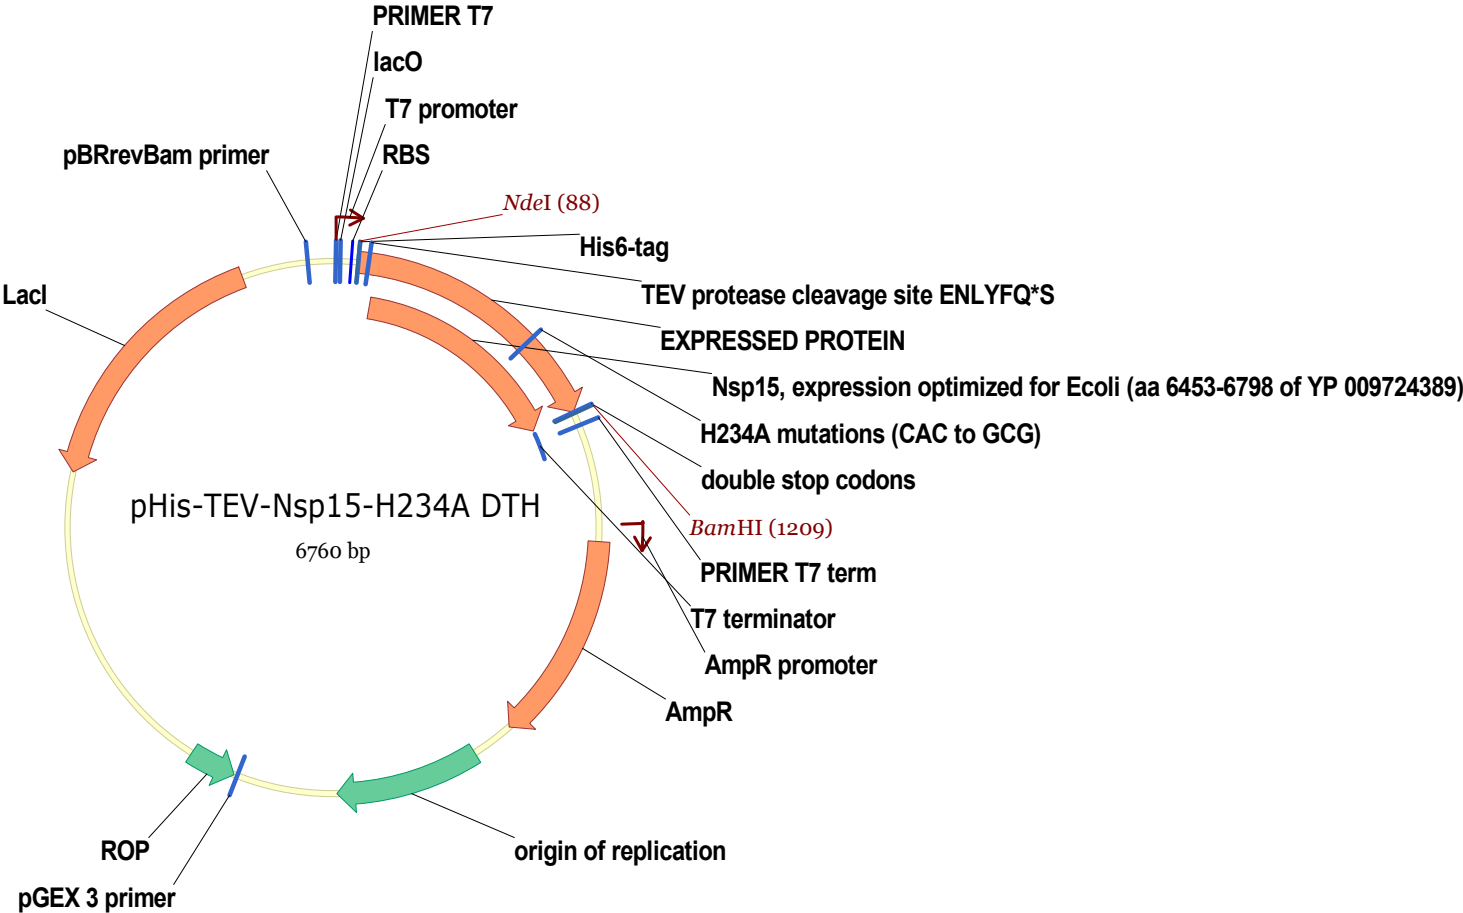 PRIMER T7
lacO
T7 promoter
pBRrevBam primer
RBS
NdeI (88)
His6-tag
LacI
TEV protease cleavage site ENLYFQ*S
EXPRESSED PROTEIN
Nsp15, expression optimized for Ecoli (aa 6453-6798 of YP 009724389)
H234A mutations (CAC to GCG)
double stop codons
pHis-TEV-Nsp15-H234A DTH
BamHI (1209)
6760 bp
PRIMER T7 term
T7 terminator
AmpR promoter
AmpR
ROP
origin of replication
pGEX 3 primer